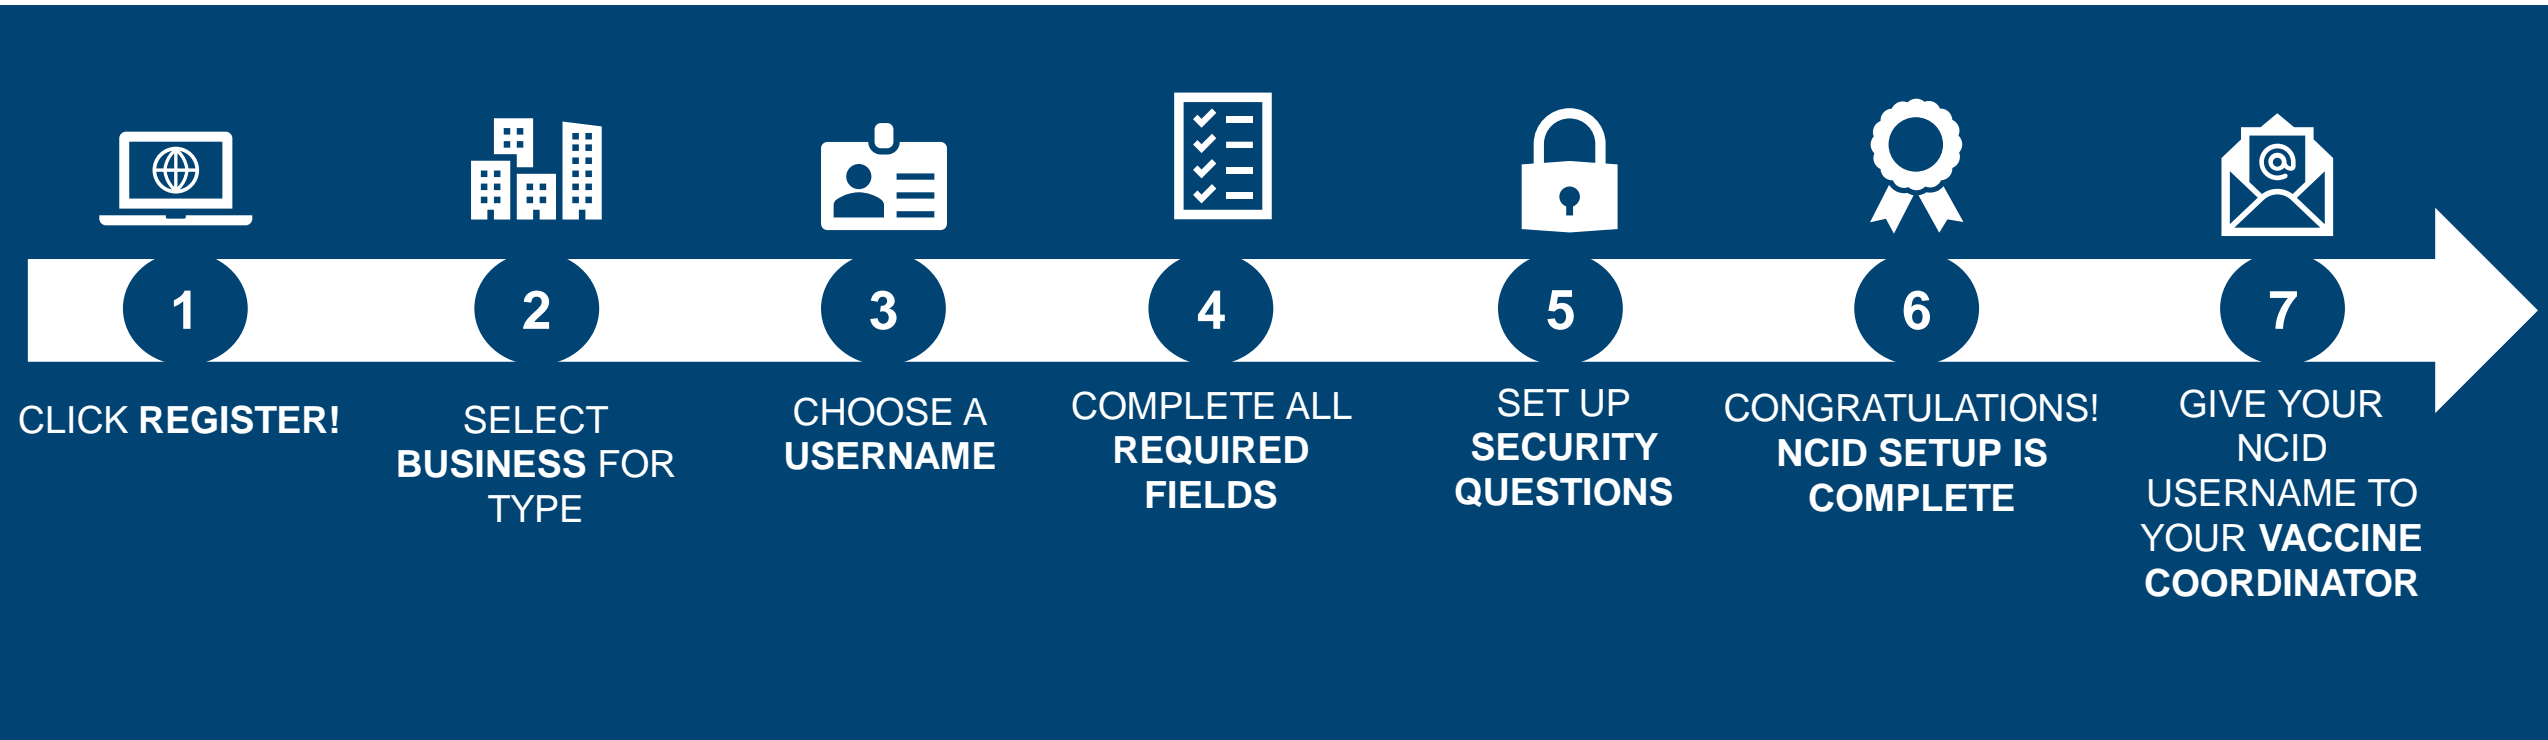 @
1
CLICK REGISTER!
2
SELECT
BUSINESS FOR
TYPE
3
CHOOSE A
USERNAME
4
COMPLETE ALL
REQUIRED
FIELDS
5
SET UP
SECURITY
QUESTIONS
6
CONGRATULATIONS!
NCID SETUP IS
COMPLETE
7
GIVE YOUR
NCID
USERNAME TO
YOUR VACCINE
COORDINATOR